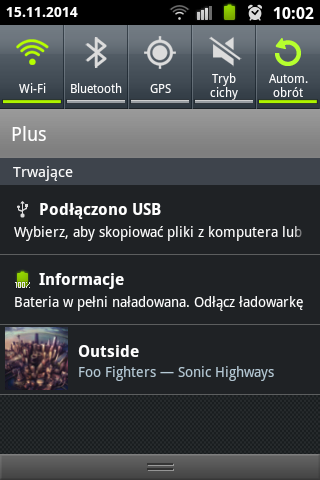 15.11.2014 10:02
Wi-Fi Bluetooth GPS Tryb cichy Autom. obrót
Plus
Trwające
Podłączono USB
Wybierz, aby skopiować pliki z komputera lub
100% Informacje
Bateria w pełni naładowana. Odłącz ładowarkę
Outside
Foo Fighters — Sonic Highways